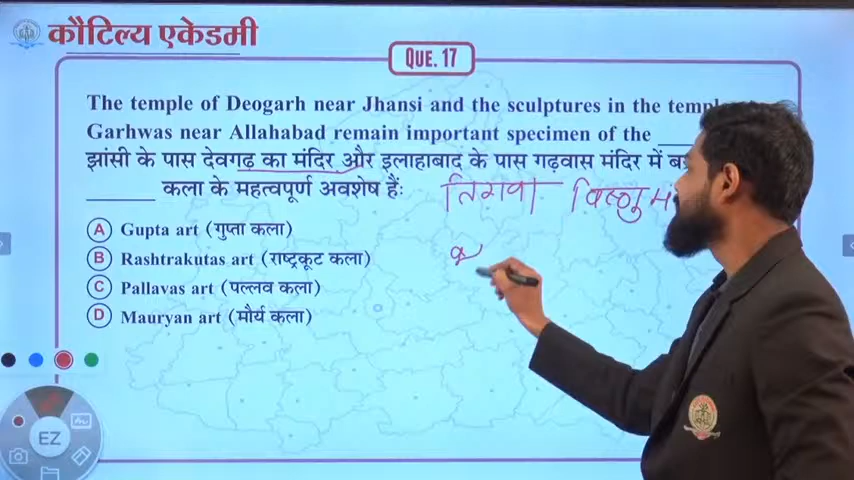 कौटिल्य एकेडमी
QUE. 17
The temple of Deogarh near Jhansi and the sculptures in the
Garhwas near Allahabad remain important specimen of the ______
झांसी के पास देवगढ़ का मंदिर और इलाहाबाद के पास गढ़वास मंदिर में
______ कला के महत्वपूर्ण अवशेष हैंः
तिगवा विष्णु
A Gupta art (गुप्ता कला)
B Rashtrakutas art (राष्ट्रकूट कला)
C Pallavas art (पल्लव कला)
D Mauryan art (मौर्य कला)
EZ